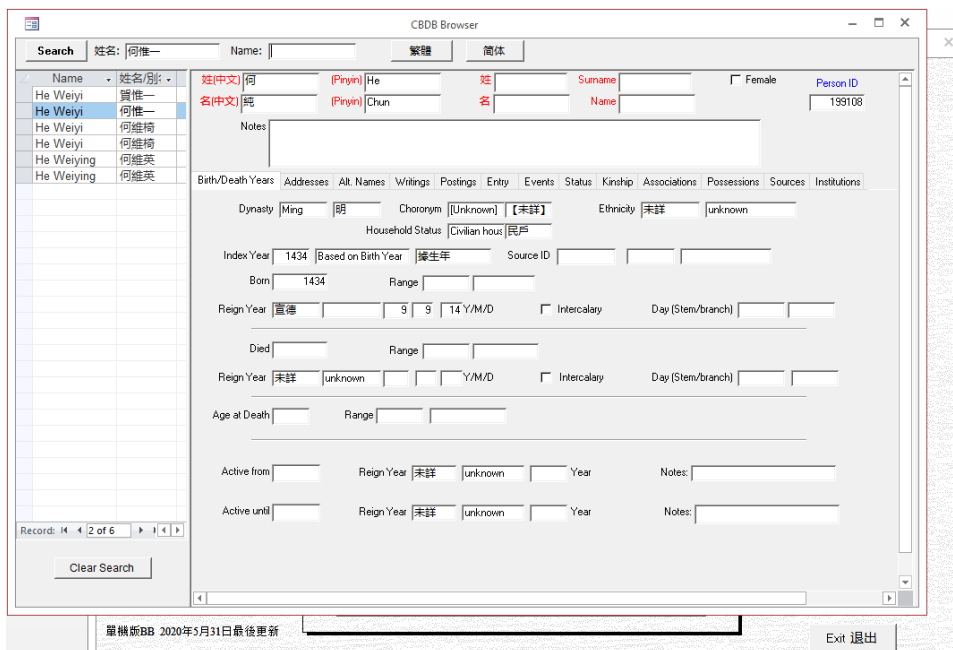 CBDB Browser
Search 姓名: 何惟一 Name: 繁體 简体
Name 姓名/別名
He Weiyi 賀惟一
He Weiyi 何惟一
He Weiyi 何維椅
He Weiyi 何維椅
He Weiying 何維英
He Weiying 何維英
姓(中文) 何 (Pinyin) He 姓 Surname Female Person ID
名(中文) 純 (Pinyin) Chun 名 Name 199108
Notes
Birth/Death Years Addresses Alt. Names Writings Postings Entry Events Status Kinship Associations Possessions Sources Institutions
Dynasty Ming 明 Choronym [Unknown] 【未詳】 Ethnicity 未詳 unknown
Household Status Civilian hous 民戶
Index Year 1434 Based on Birth Year 據生年 Source ID
Born 1434 Range
Reign Year 宣德 9 9 14 Y/M/D Intercalary Day (Stem/branch)
Died Range
Reign Year 未詳 unknown Y/M/D Intercalary Day (Stem/branch)
Age at Death Range
Active from Reign Year 未詳 unknown Year Notes:
Active until Reign Year 未詳 unknown Year Notes:
Record: 2 of 6
Clear Search
單機版BB 2020年5月31日最後更新
Exit 退出